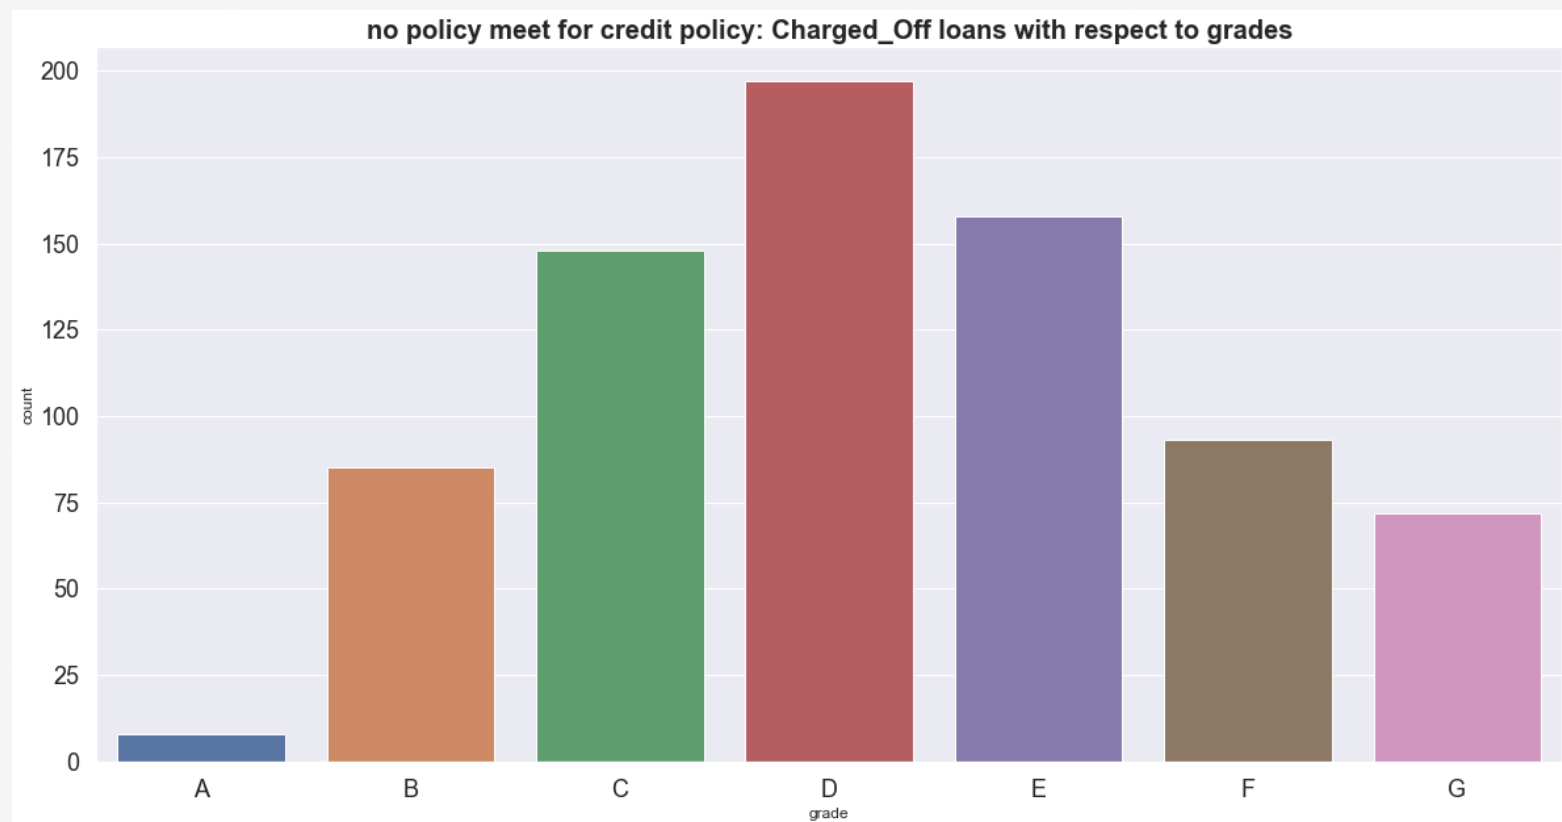 no policy meet for credit policy: Charged_Off loans with respect to grades
200
175
150
125
100
75
50
25
0
count
A B C D E F G
grade